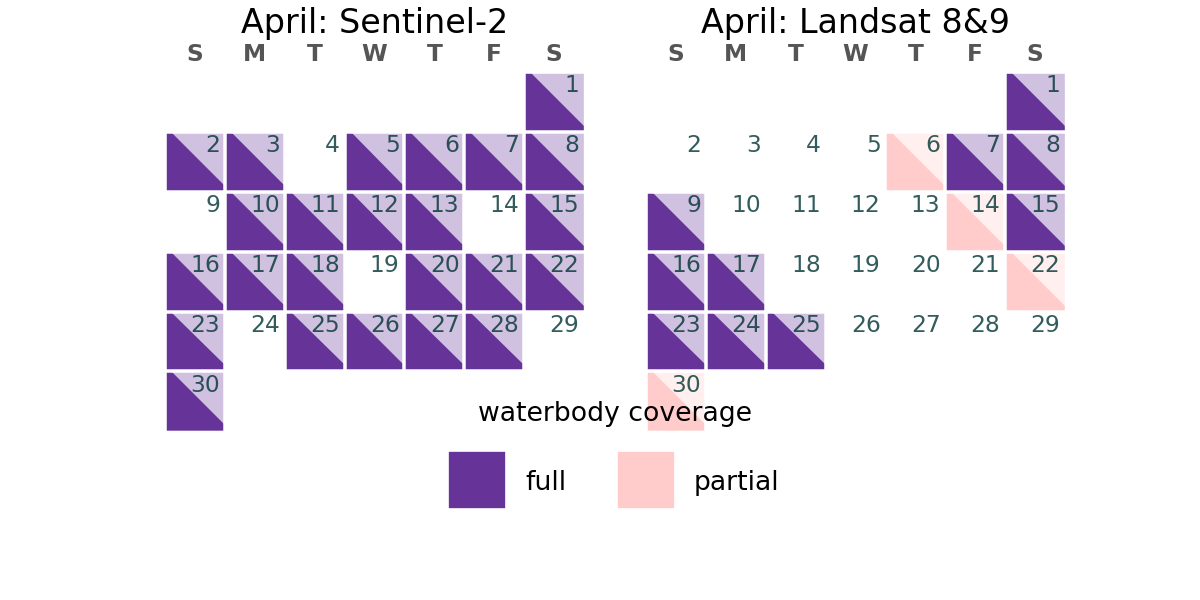 April: Sentinel-2
S M T W T F S
1
2 3 4 5 6 7 8
9 10 11 12 13 14 15
16 17 18 19 20 21 22
23 24 25 26 27 28 29
30
April: Landsat 8&9
S M T W T F S
1
2 3 4 5 6 7 8
9 10 11 12 13 14 15
16 17 18 19 20 21 22
23 24 25 26 27 28 29
30
waterbody coverage
full partial